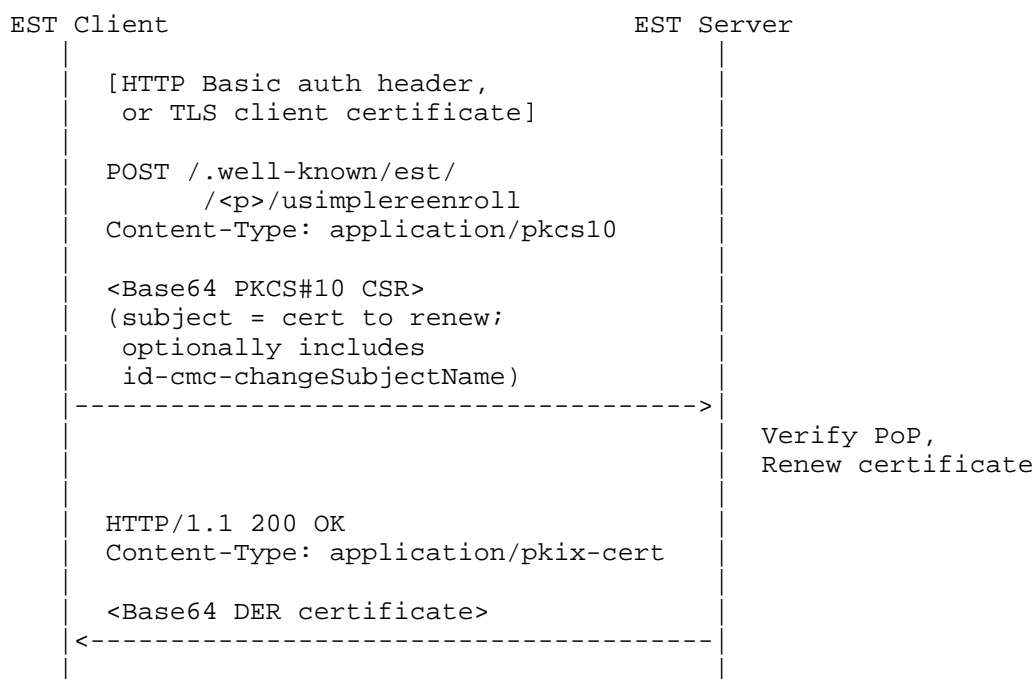 EST Client EST Server
[HTTP Basic auth header,
or TLS client certificate]
POST /.well-known/est/
/<p>/usimplereenroll
Content-Type: application/pkcs10
<Base64 PKCS#10 CSR>
(subject = cert to renew;
optionally includes
id-cmc-changeSubjectName)
Verify PoP,
Renew certificate
HTTP/1.1 200 OK
Content-Type: application/pkix-cert
<Base64 DER certificate>